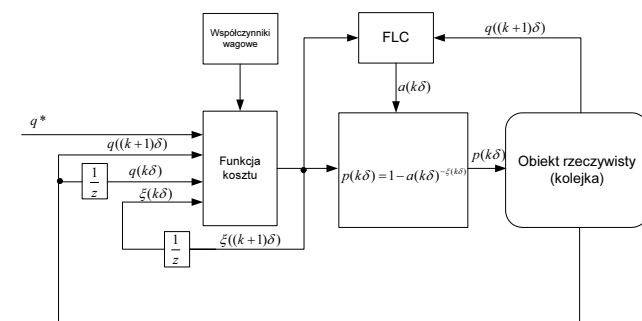 Współczynniki
wagowe
FLC
q((k+1)δ)
a(kδ)
q*
q((k+1)δ)
1/z
q(kδ)
ξ(kδ)
Funkcja
kosztu
p(kδ) = 1 − a(kδ)^{−ξ(kδ)}
p(kδ)
Obiekt rzeczywisty
(kolejka)
1/z
ξ((k+1)δ)